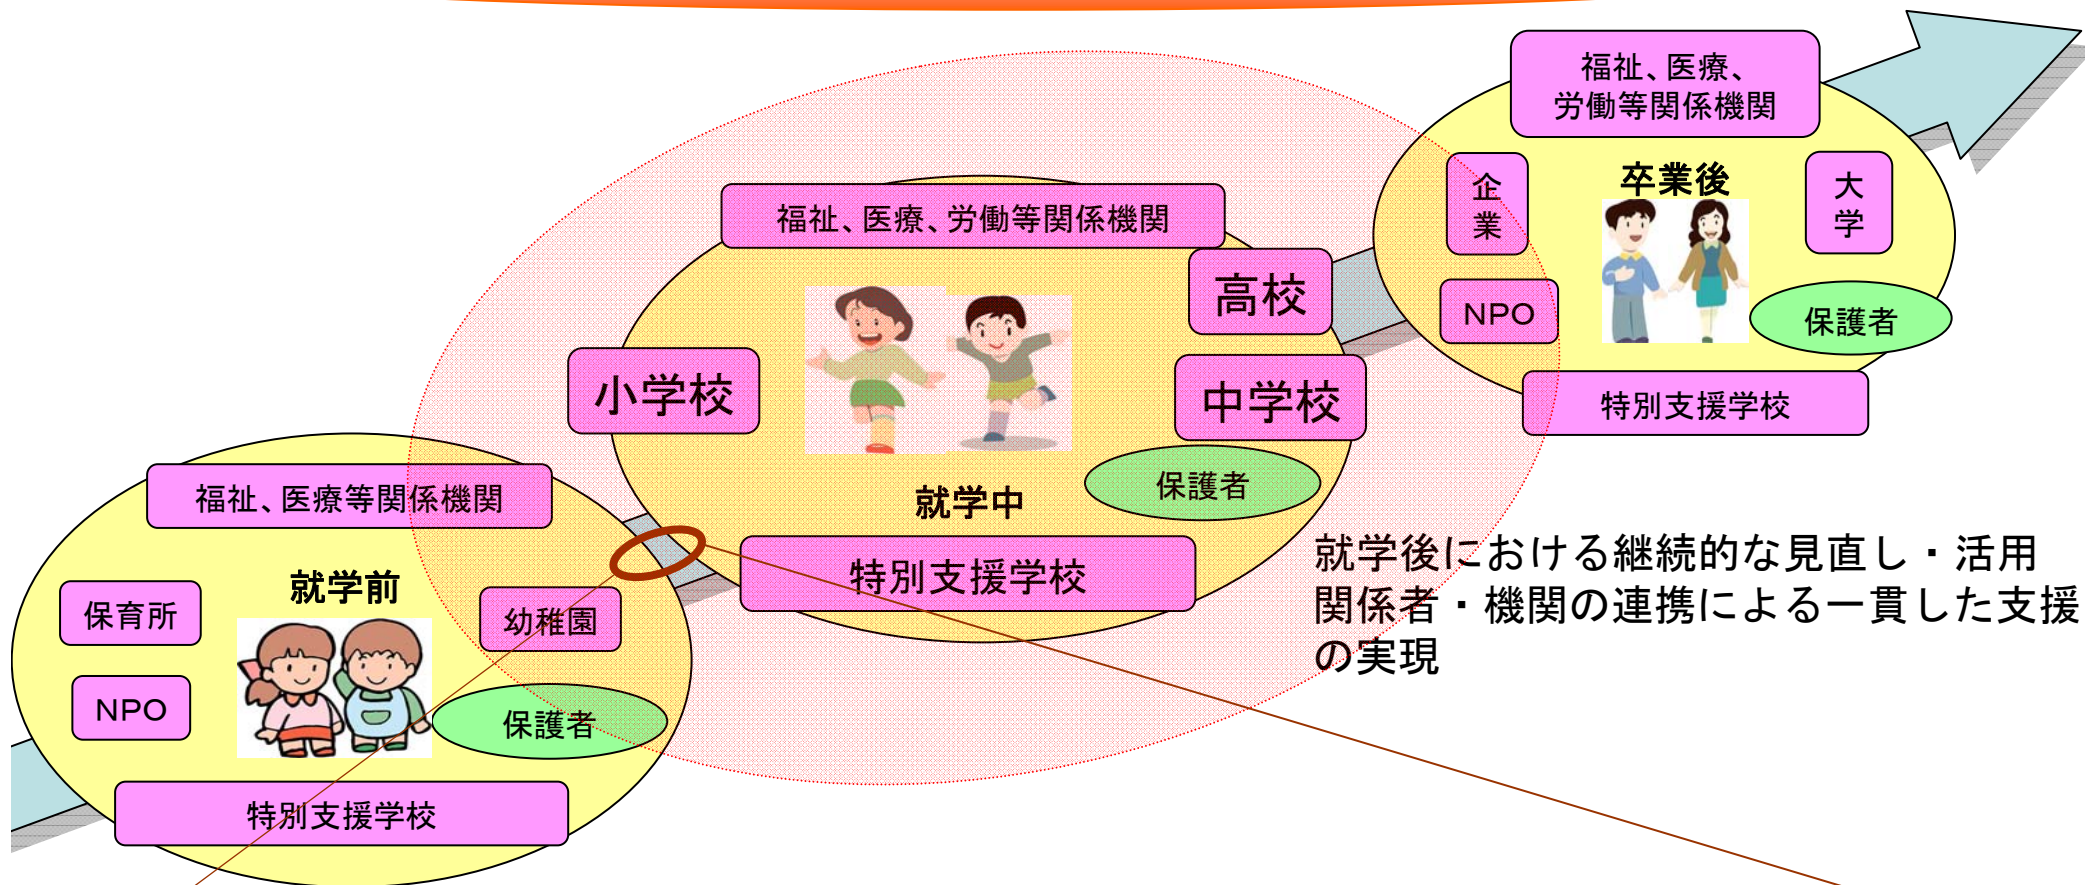 福祉、医療、
労働等関係機関
企
業
卒業後
大
学
NPO
保護者
特別支援学校
福祉、医療、労働等関係機関
高校
小学校
中学校
保護者
就学中
特別支援学校
福祉、医療等関係機関
就学前
保育所
幼稚園
NPO
保護者
特別支援学校
就学後における継続的な見直し・活用
関係者・機関の連携による一貫した支援
の実現